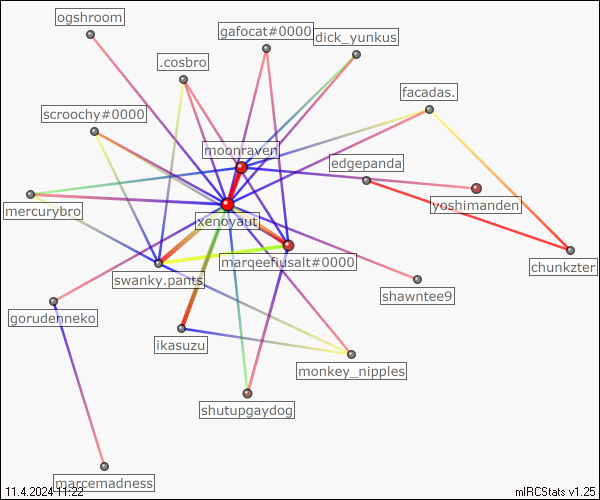 ogshroom
gafocat#0000
dick_yunkus
.cosbro
facadas.
scroochy#0000
moonraven
edgepanda
mercurybro
yoshimanden
xenoyaut
marqeefiusalt#0000
chunkzter
swanky.pants
shawntee9
gorudenneko
ikasuzu
monkey_nipples
shutupgaydog
marcemadness
11.4.2024 11:22
mIRCStats v1.25